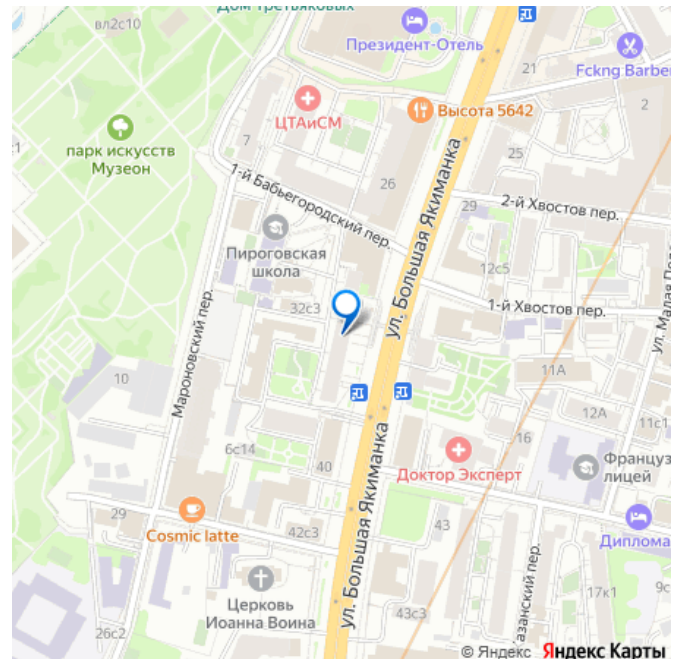 Дом Третьяковых
вл2с10
Президент-Отель
21
Fckng Barber
ЦТАиСМ
Высота 5642
2
парк искусств
Музеон
7
25
1-й Бабьегородский пер.
26
2-й Хвостов пер.
29
Пироговская
школа
12с5
ул. Большая Якиманка
32с3
1-й Хвостов пер.
ул. Малая
Мароновский пер.
11А
10
12А
11с1
6с14
16
40
Доктор Эксперт
Француз
лицей
29
Cosmic latte
42с3
43
Диплома
ул. Большая Якиманка
Церковь
Иоанна Воина
17к1
9с
43с3
азанский пер.
26с2
© Яндекс Яндекс Карты